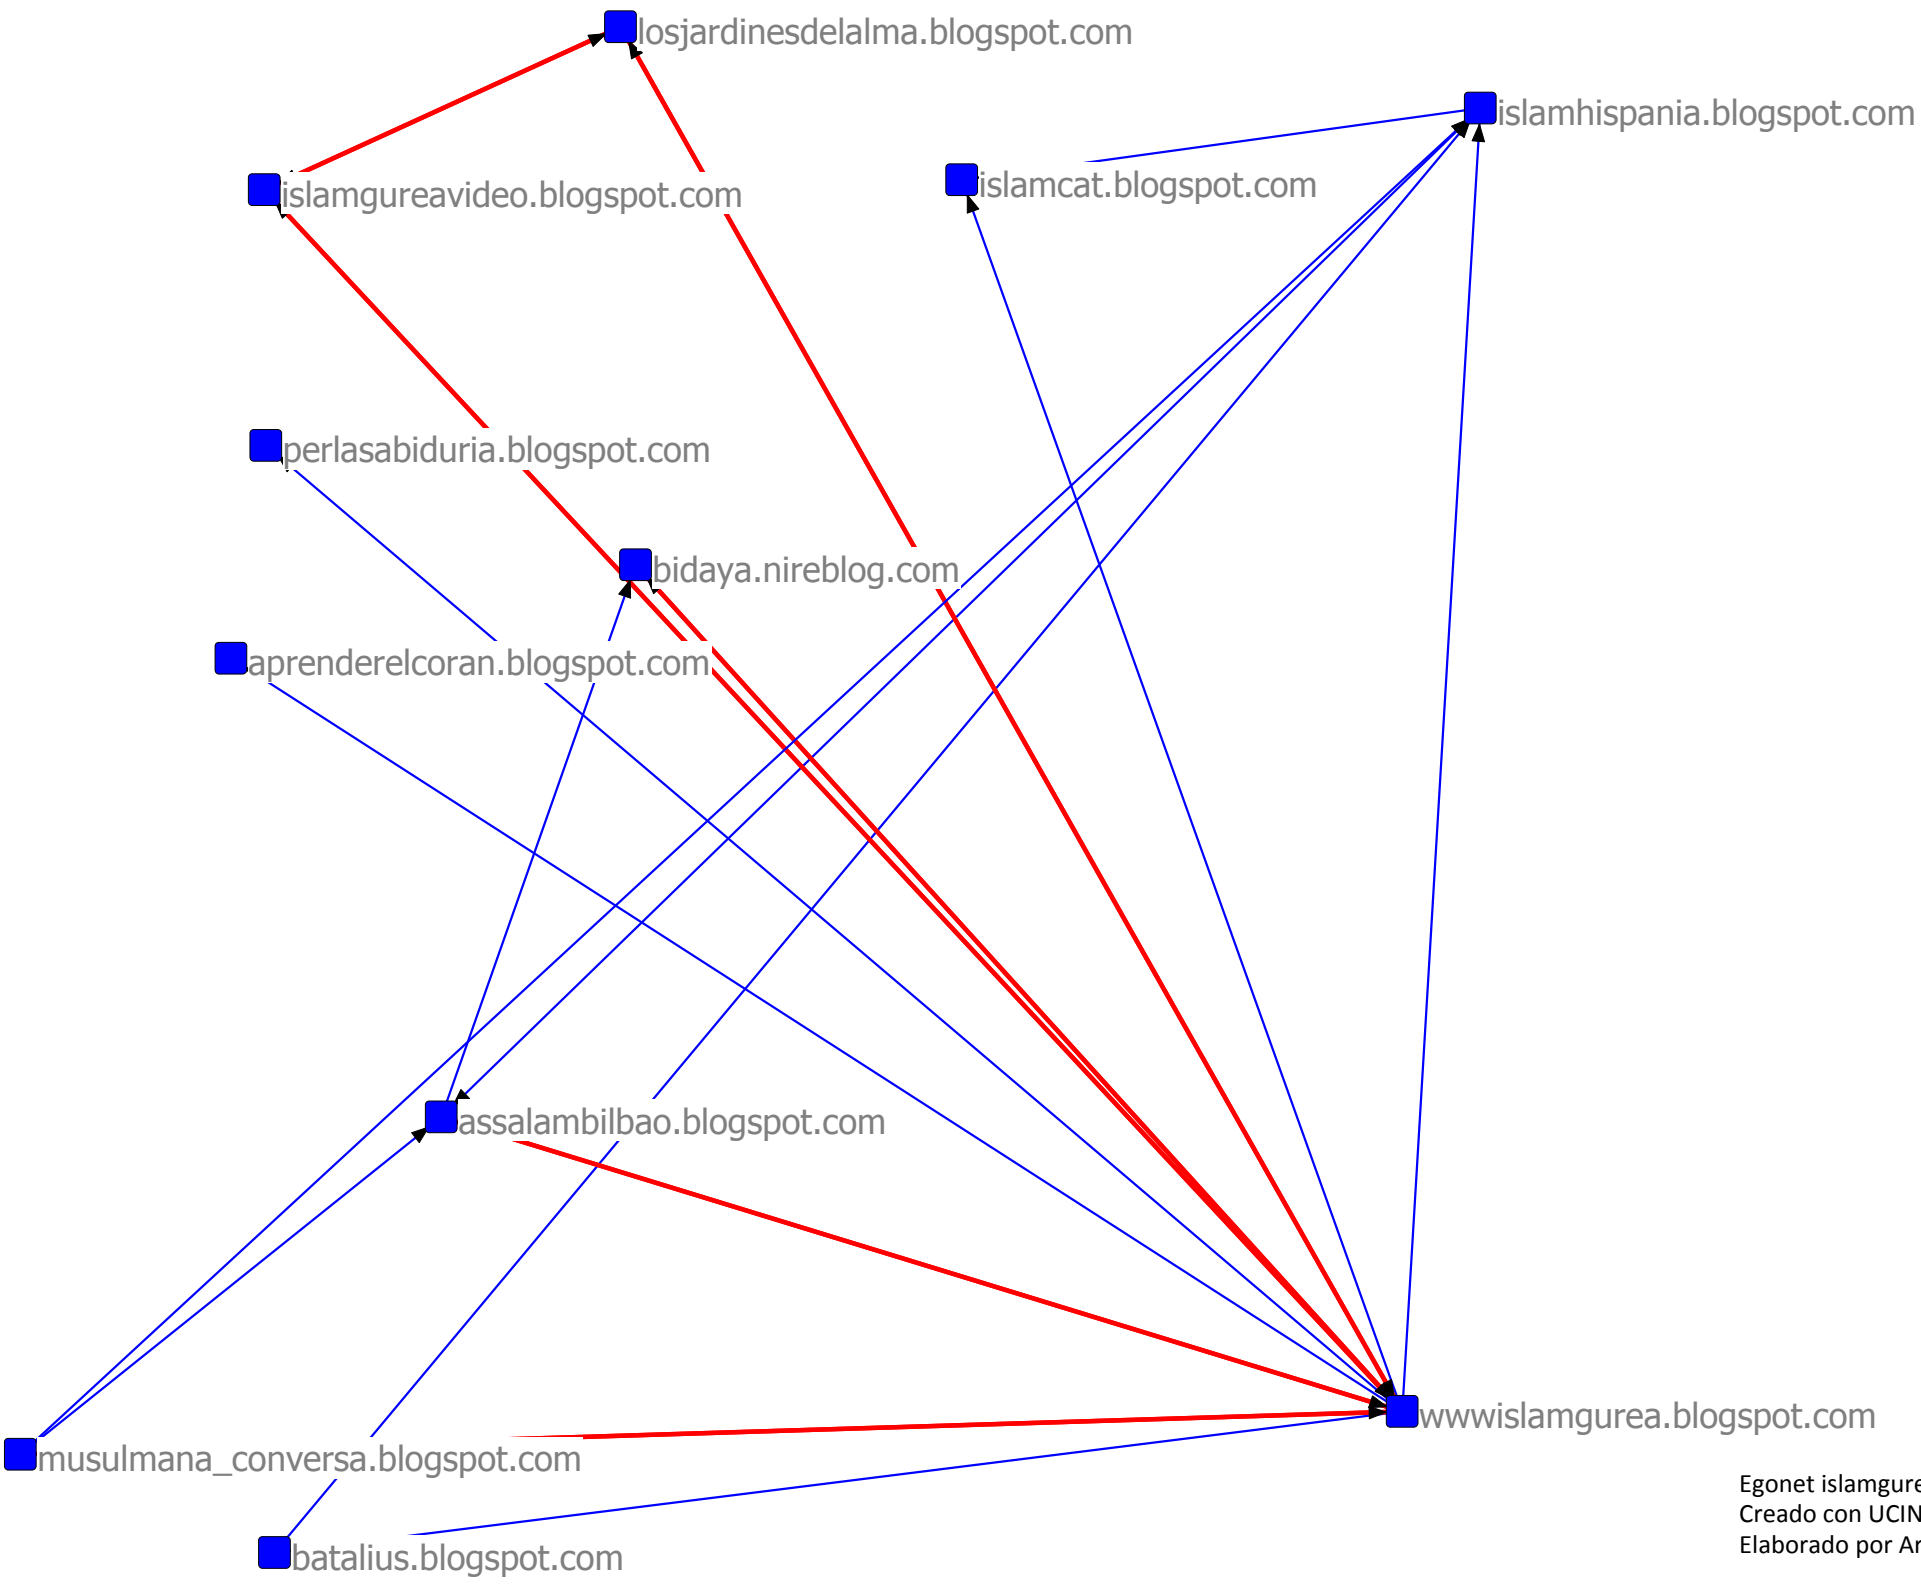 losjardinesdelalma.blogspot.com
islamhispania.blogspot.com
islamgureavideo.blogspot.com
islamcat.blogspot.com
perlasabiduria.blogspot.com
bidaya.nireblog.com
aprenderelcoran.blogspot.com
assalambilbao.blogspot.com
wwwislamgurea.blogspot.com
musulmana_conversa.blogspot.com
batalius.blogspot.com
Egonet
Creado con
Elaborado por